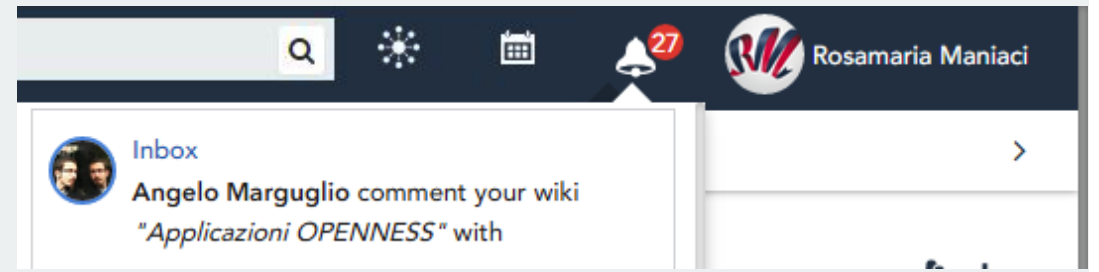 27
Rosamaria Maniaci
Inbox
Angelo Marguglio comment your wiki
"Applicazioni OPENNESS" with